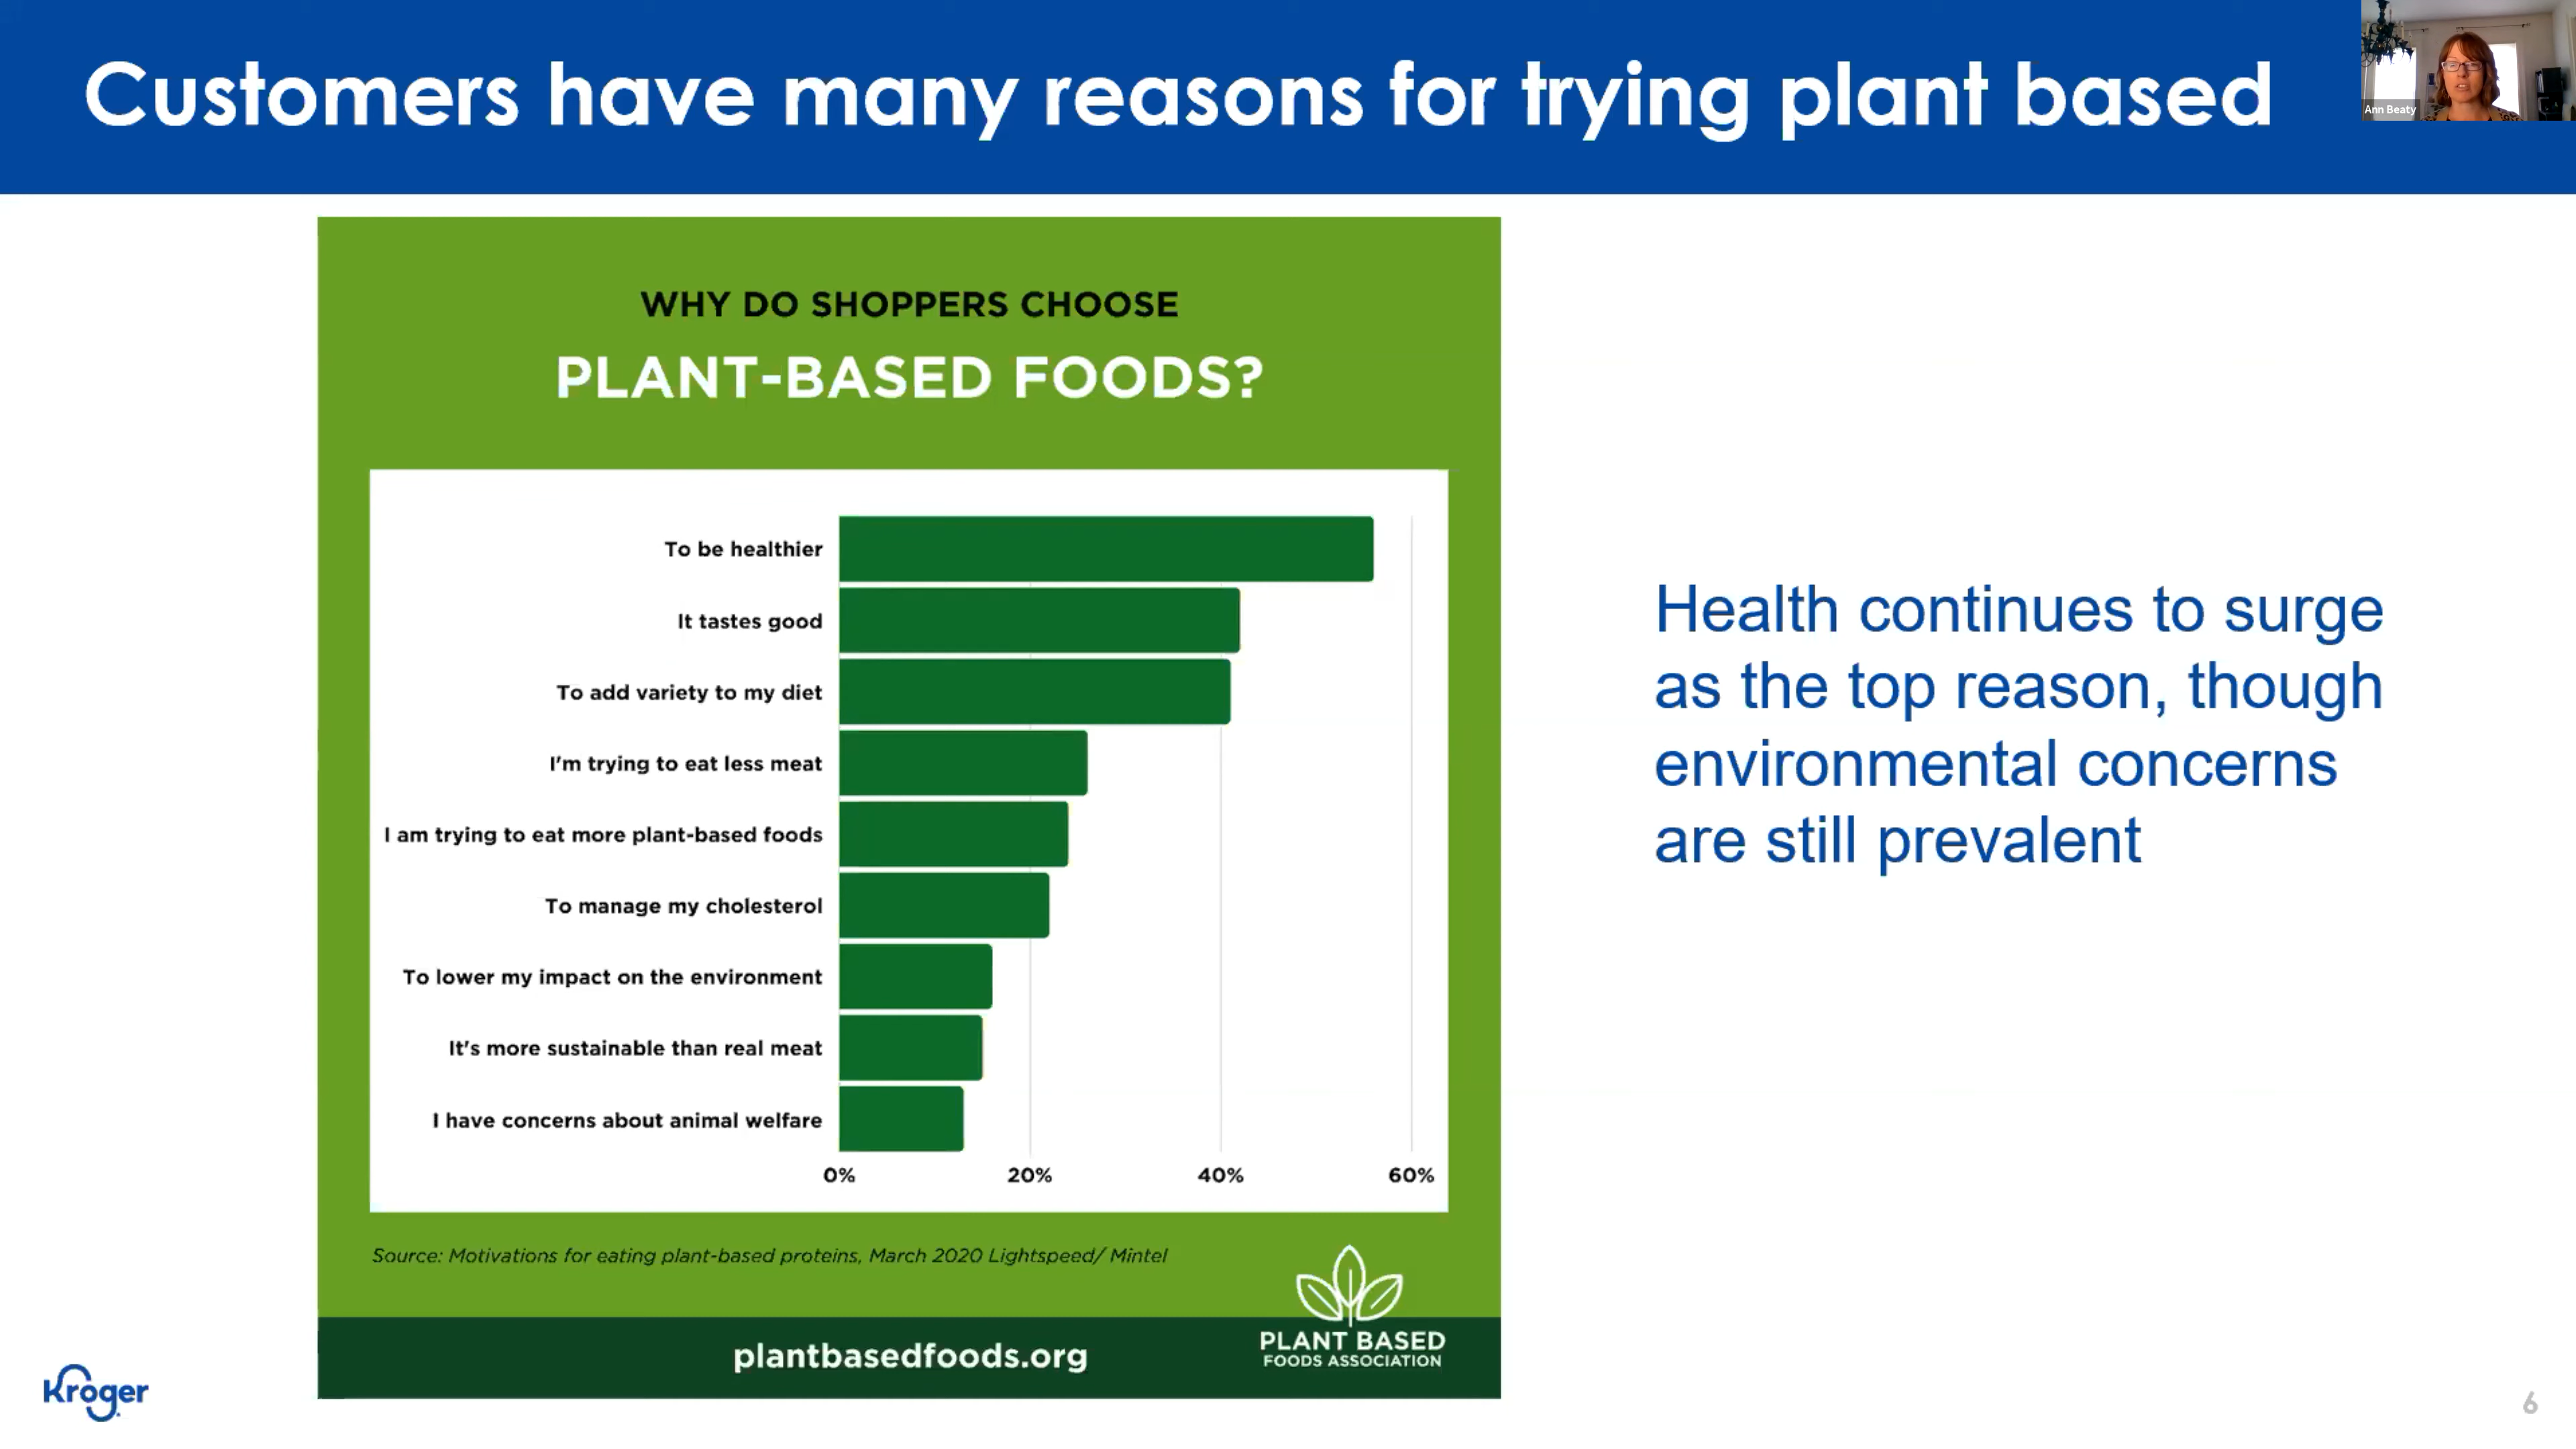 Customers have many reasons for trying plant based
Ann Beaty
WHY DO SHOPPERS CHOOSE
PLANT-BASED FOODS?
To be healthier
It tastes good
To add variety to my diet
I'm trying to eat less meat
I am trying to eat more plant-based foods
To manage my cholesterol
To lower my impact on the environment
It's more sustainable than real meat
I have concerns about animal welfare
0% 20% 40% 60%
Source: Motivations for eating plant-based proteins, March 2020 Lightspeed/ Mintel
plantbasedfoods.org
PLANT BASED
FOODS ASSOCIATION
Health continues to surge
as the top reason, though
environmental concerns
are still prevalent
Kroger
6